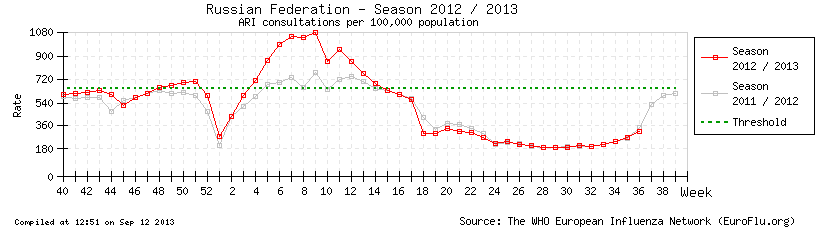 Russian Federation - Season 2012 / 2013
ARI consultations per 100,000 population
1080
900
720
540
360
180
0
Rate
40 42 44 46 48 50 52 2 4 6 8 10 12 14 16 18 20 22 24 26 28 30 32 34 36 38 Week
Season
2012 / 2013
Season
2011 / 2012
Threshold
Compiled at 12:51 on Sep 12 2013
Source: The WHO European Influenza Network (EuroFlu.org)